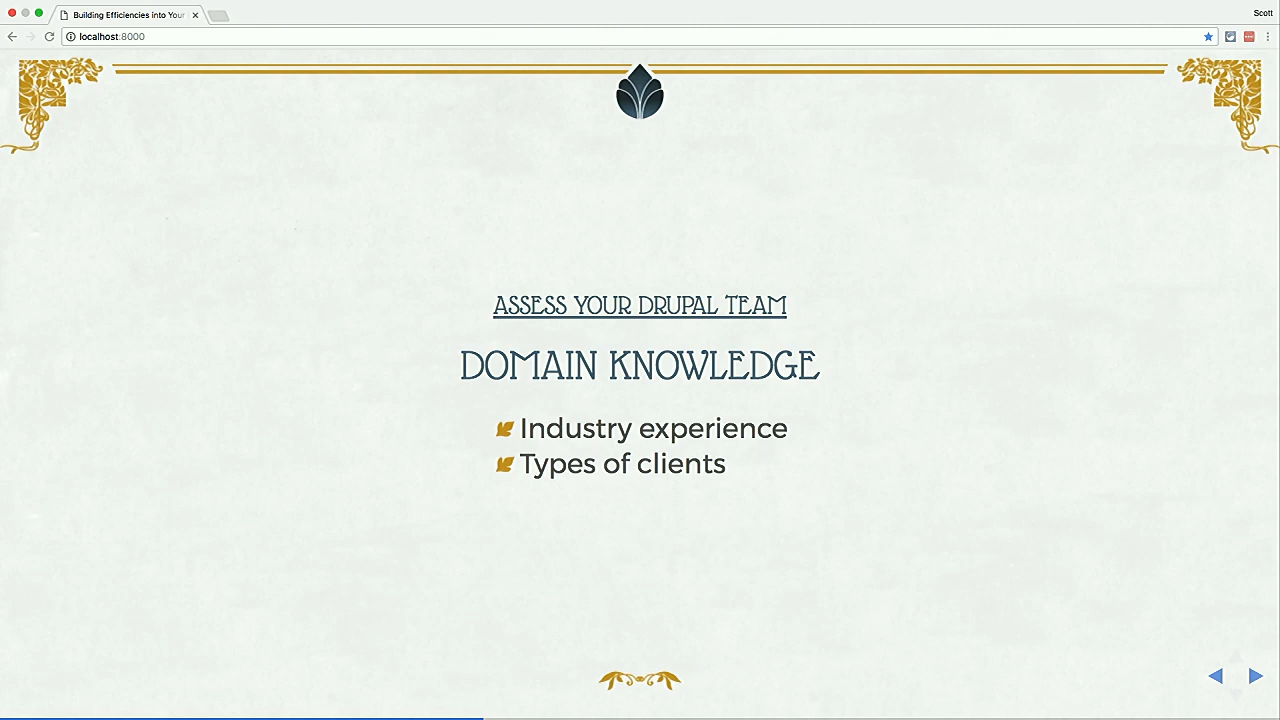 Building Efficiencies into Your
Scott
localhost:8000
ASSESS YOUR DRUPAL TEAM
DOMAIN KNOWLEDGE
Industry experience
Types of clients